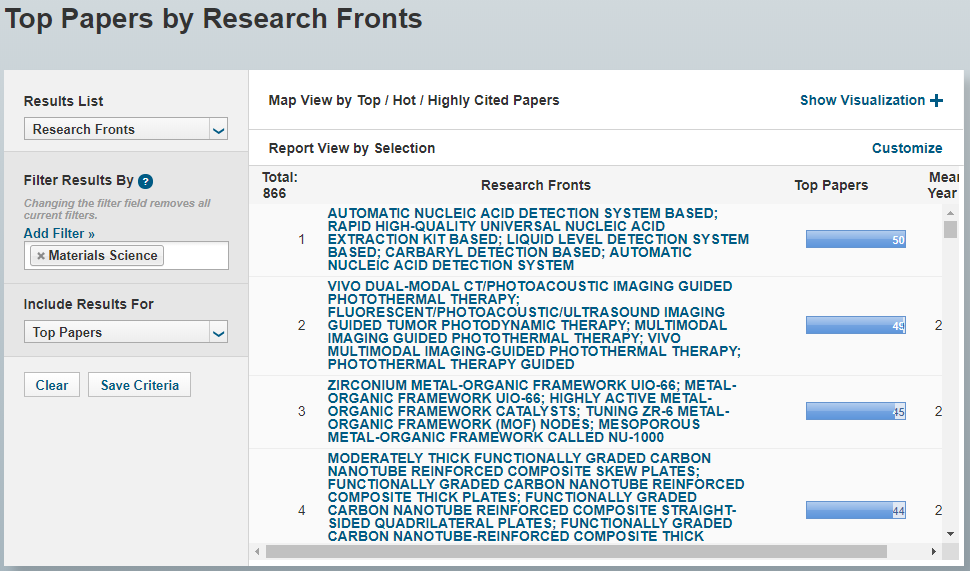 Top Papers by Research Fronts
Results List
Research Fronts
Filter Results By ?
Changing the filter field removes all
current filters.
Add Filter »
× Materials Science
Include Results For
Top Papers
Clear
Save Criteria
Map View by Top / Hot / Highly Cited Papers
Show Visualization +
Report View by Selection
Customize
Total:
866
Research Fronts
Top Papers
Year
1
AUTOMATIC NUCLEIC ACID DETECTION SYSTEM BASED;
RAPID HIGH-QUALITY UNIVERSAL NUCLEIC ACID
EXTRACTION KIT BASED; LIQUID LEVEL DETECTION SYSTEM
BASED; CARBARYL DETECTION BASED; AUTOMATIC
NUCLEIC ACID DETECTION SYSTEM
50
2
VIVO DUAL-MODAL CT/PHOTOACOUSTIC IMAGING GUIDED
PHOTOTHERMAL THERAPY;
FLUORESCENT/PHOTOACOUSTIC/ULTRASOUND IMAGING
GUIDED TUMOR PHOTODYNAMIC THERAPY; MULTIMODAL
IMAGING GUIDED PHOTOTHERMAL THERAPY; VIVO
MULTIMODAL IMAGING-GUIDED PHOTOTHERMAL THERAPY;
PHOTOTHERMAL THERAPY GUIDED
49
2
3
ZIRCONIUM METAL-ORGANIC FRAMEWORK UIO-66; METAL-
ORGANIC FRAMEWORK UIO-66; HIGHLY ACTIVE METAL-
ORGANIC FRAMEWORK CATALYSTS; TUNING ZR-6 METAL-
ORGANIC FRAMEWORK (MOF) NODES; MESOPOROUS
METAL-ORGANIC FRAMEWORK CALLED NU-1000
45
2
4
MODERATELY THICK FUNCTIONALLY GRADED CARBON
NANOTUBE REINFORCED COMPOSITE SKEW PLATES;
FUNCTIONALLY GRADED CARBON NANOTUBE REINFORCED
COMPOSITE THICK PLATES; FUNCTIONALLY GRADED
CARBON NANOTUBE REINFORCED COMPOSITE STRAIGHT-
SIDED QUADRILATERAL PLATES; FUNCTIONALLY GRADED
CARBON NANOTUBE-REINFORCED COMPOSITE THICK
44
2